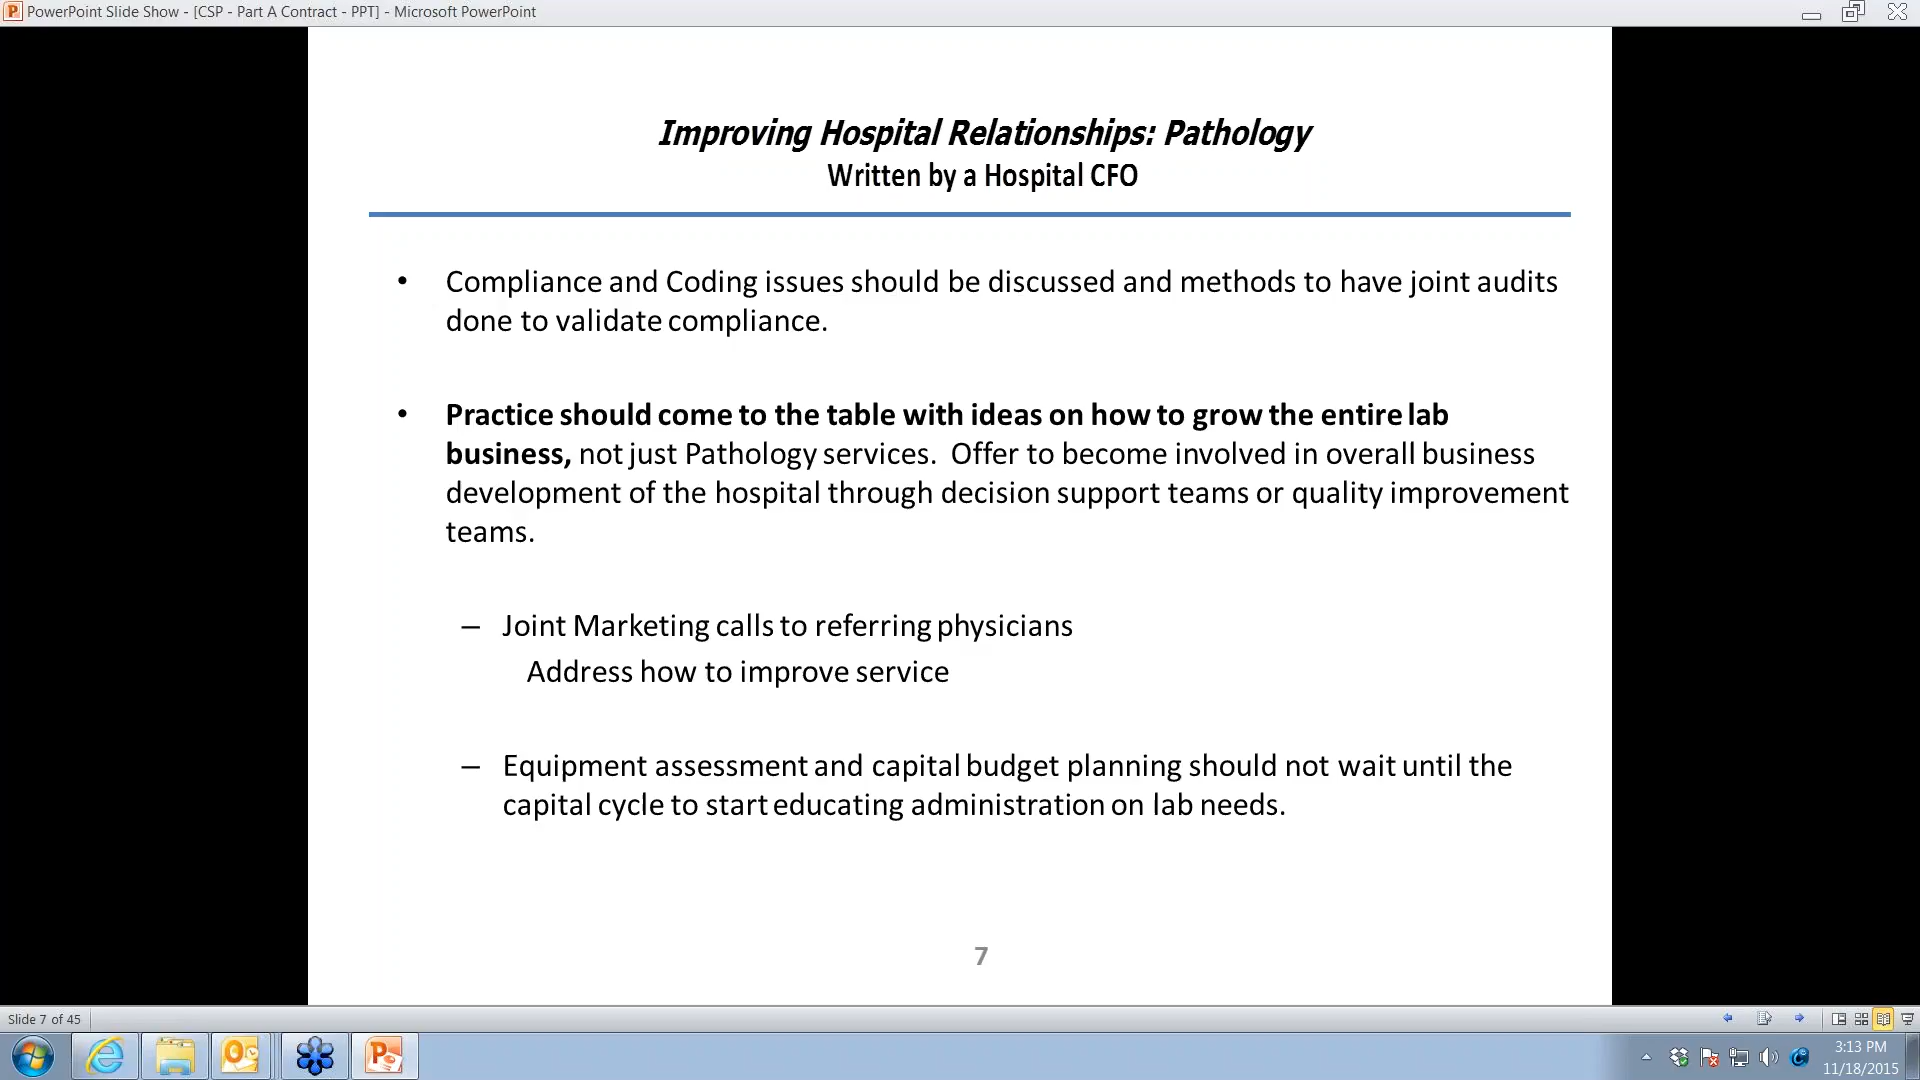 PowerPoint Slide Show - [CSP - Part A Contract - PPT] - Microsoft PowerPoint
Improving Hospital Relationships: Pathology
Written by a Hospital CFO
• Compliance and Coding issues should be discussed and methods to have joint audits
done to validate compliance.
• Practice should come to the table with ideas on how to grow the entire lab
business, not just Pathology services. Offer to become involved in overall business
development of the hospital through decision support teams or quality improvement
teams.
– Joint Marketing calls to referring physicians
Address how to improve service
– Equipment assessment and capital budget planning should not wait until the
capital cycle to start educating administration on lab needs.
7
Slide 7 of 45
3:13 PM
11/18/2015